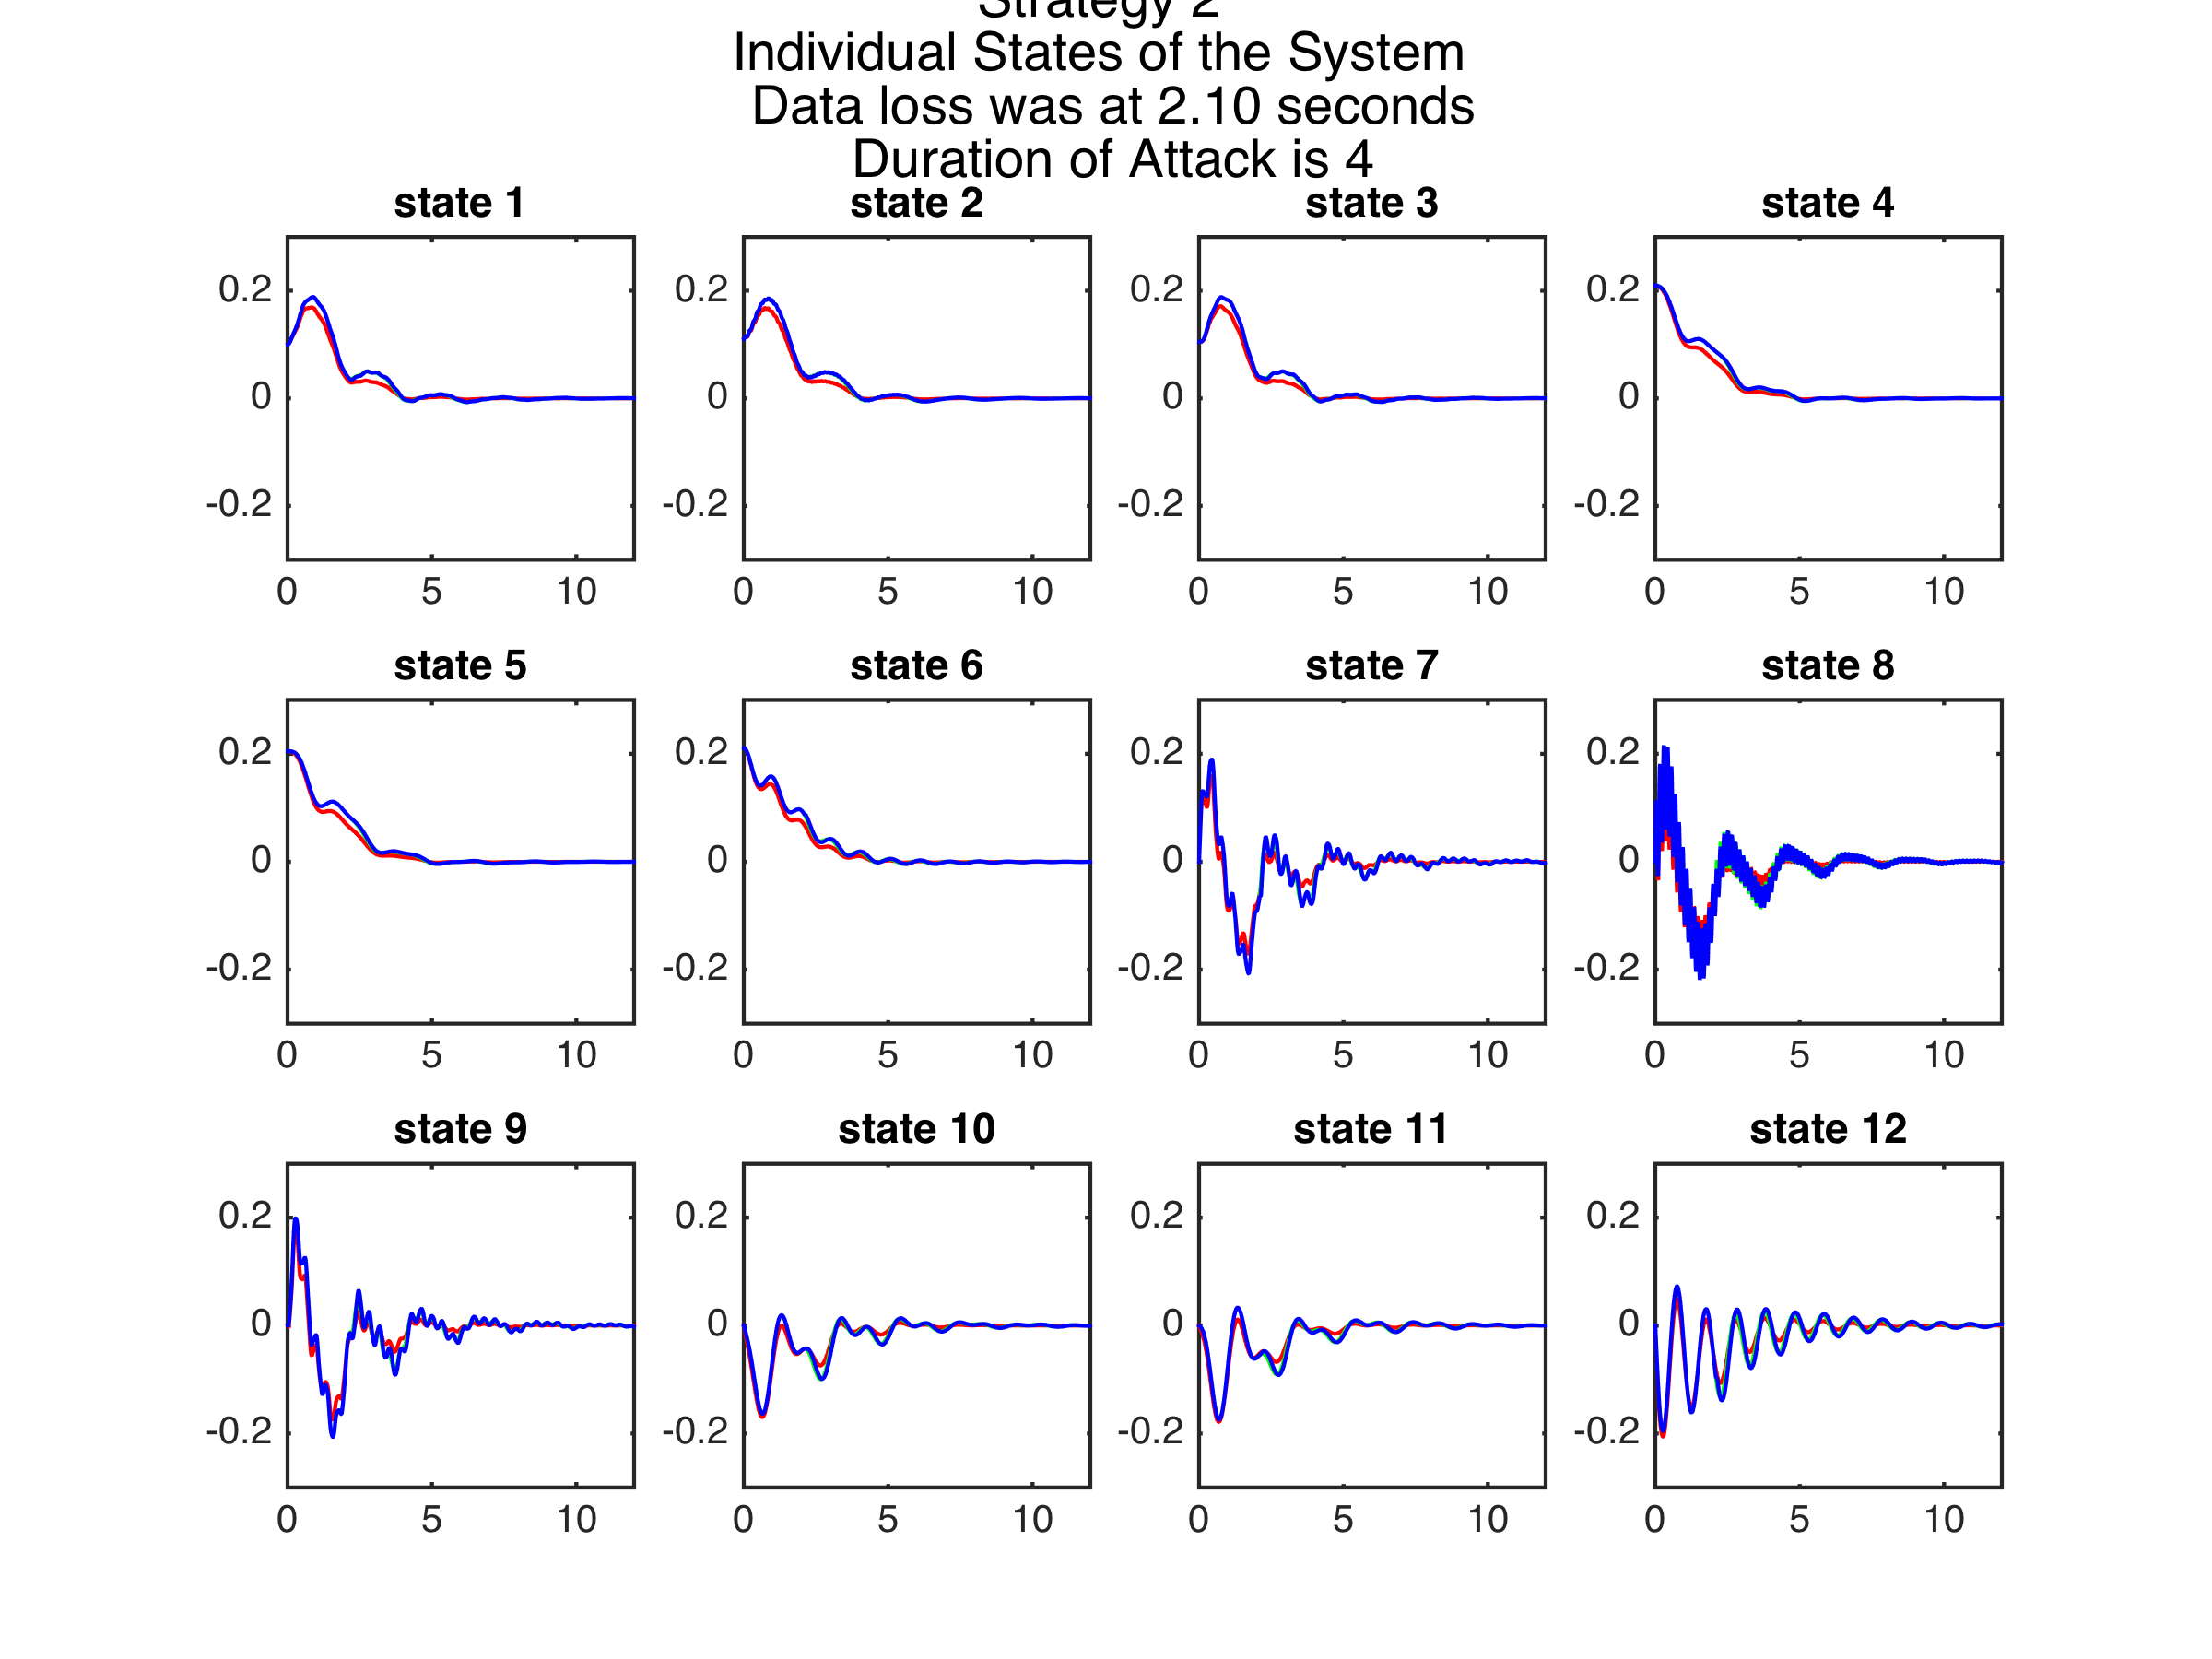 Strategy 2
Individual States of the System
Data loss was at 2.10 seconds
Duration of Attack is 4
state 1 state 2 state 3 state 4
0.2 0.2 0.2 0.2
0 0 0 0
-0.2 -0.2 -0.2 -0.2
0 5 10 0 5 10 0 5 10 0 5 10
state 5 state 6 state 7 state 8
0.2 0.2 0.2 0.2
0 0 0 0
-0.2 -0.2 -0.2 -0.2
0 5 10 0 5 10 0 5 10 0 5 10
state 9 state 10 state 11 state 12
0.2 0.2 0.2 0.2
0 0 0 0
-0.2 -0.2 -0.2 -0.2
0 5 10 0 5 10 0 5 10 0 5 10